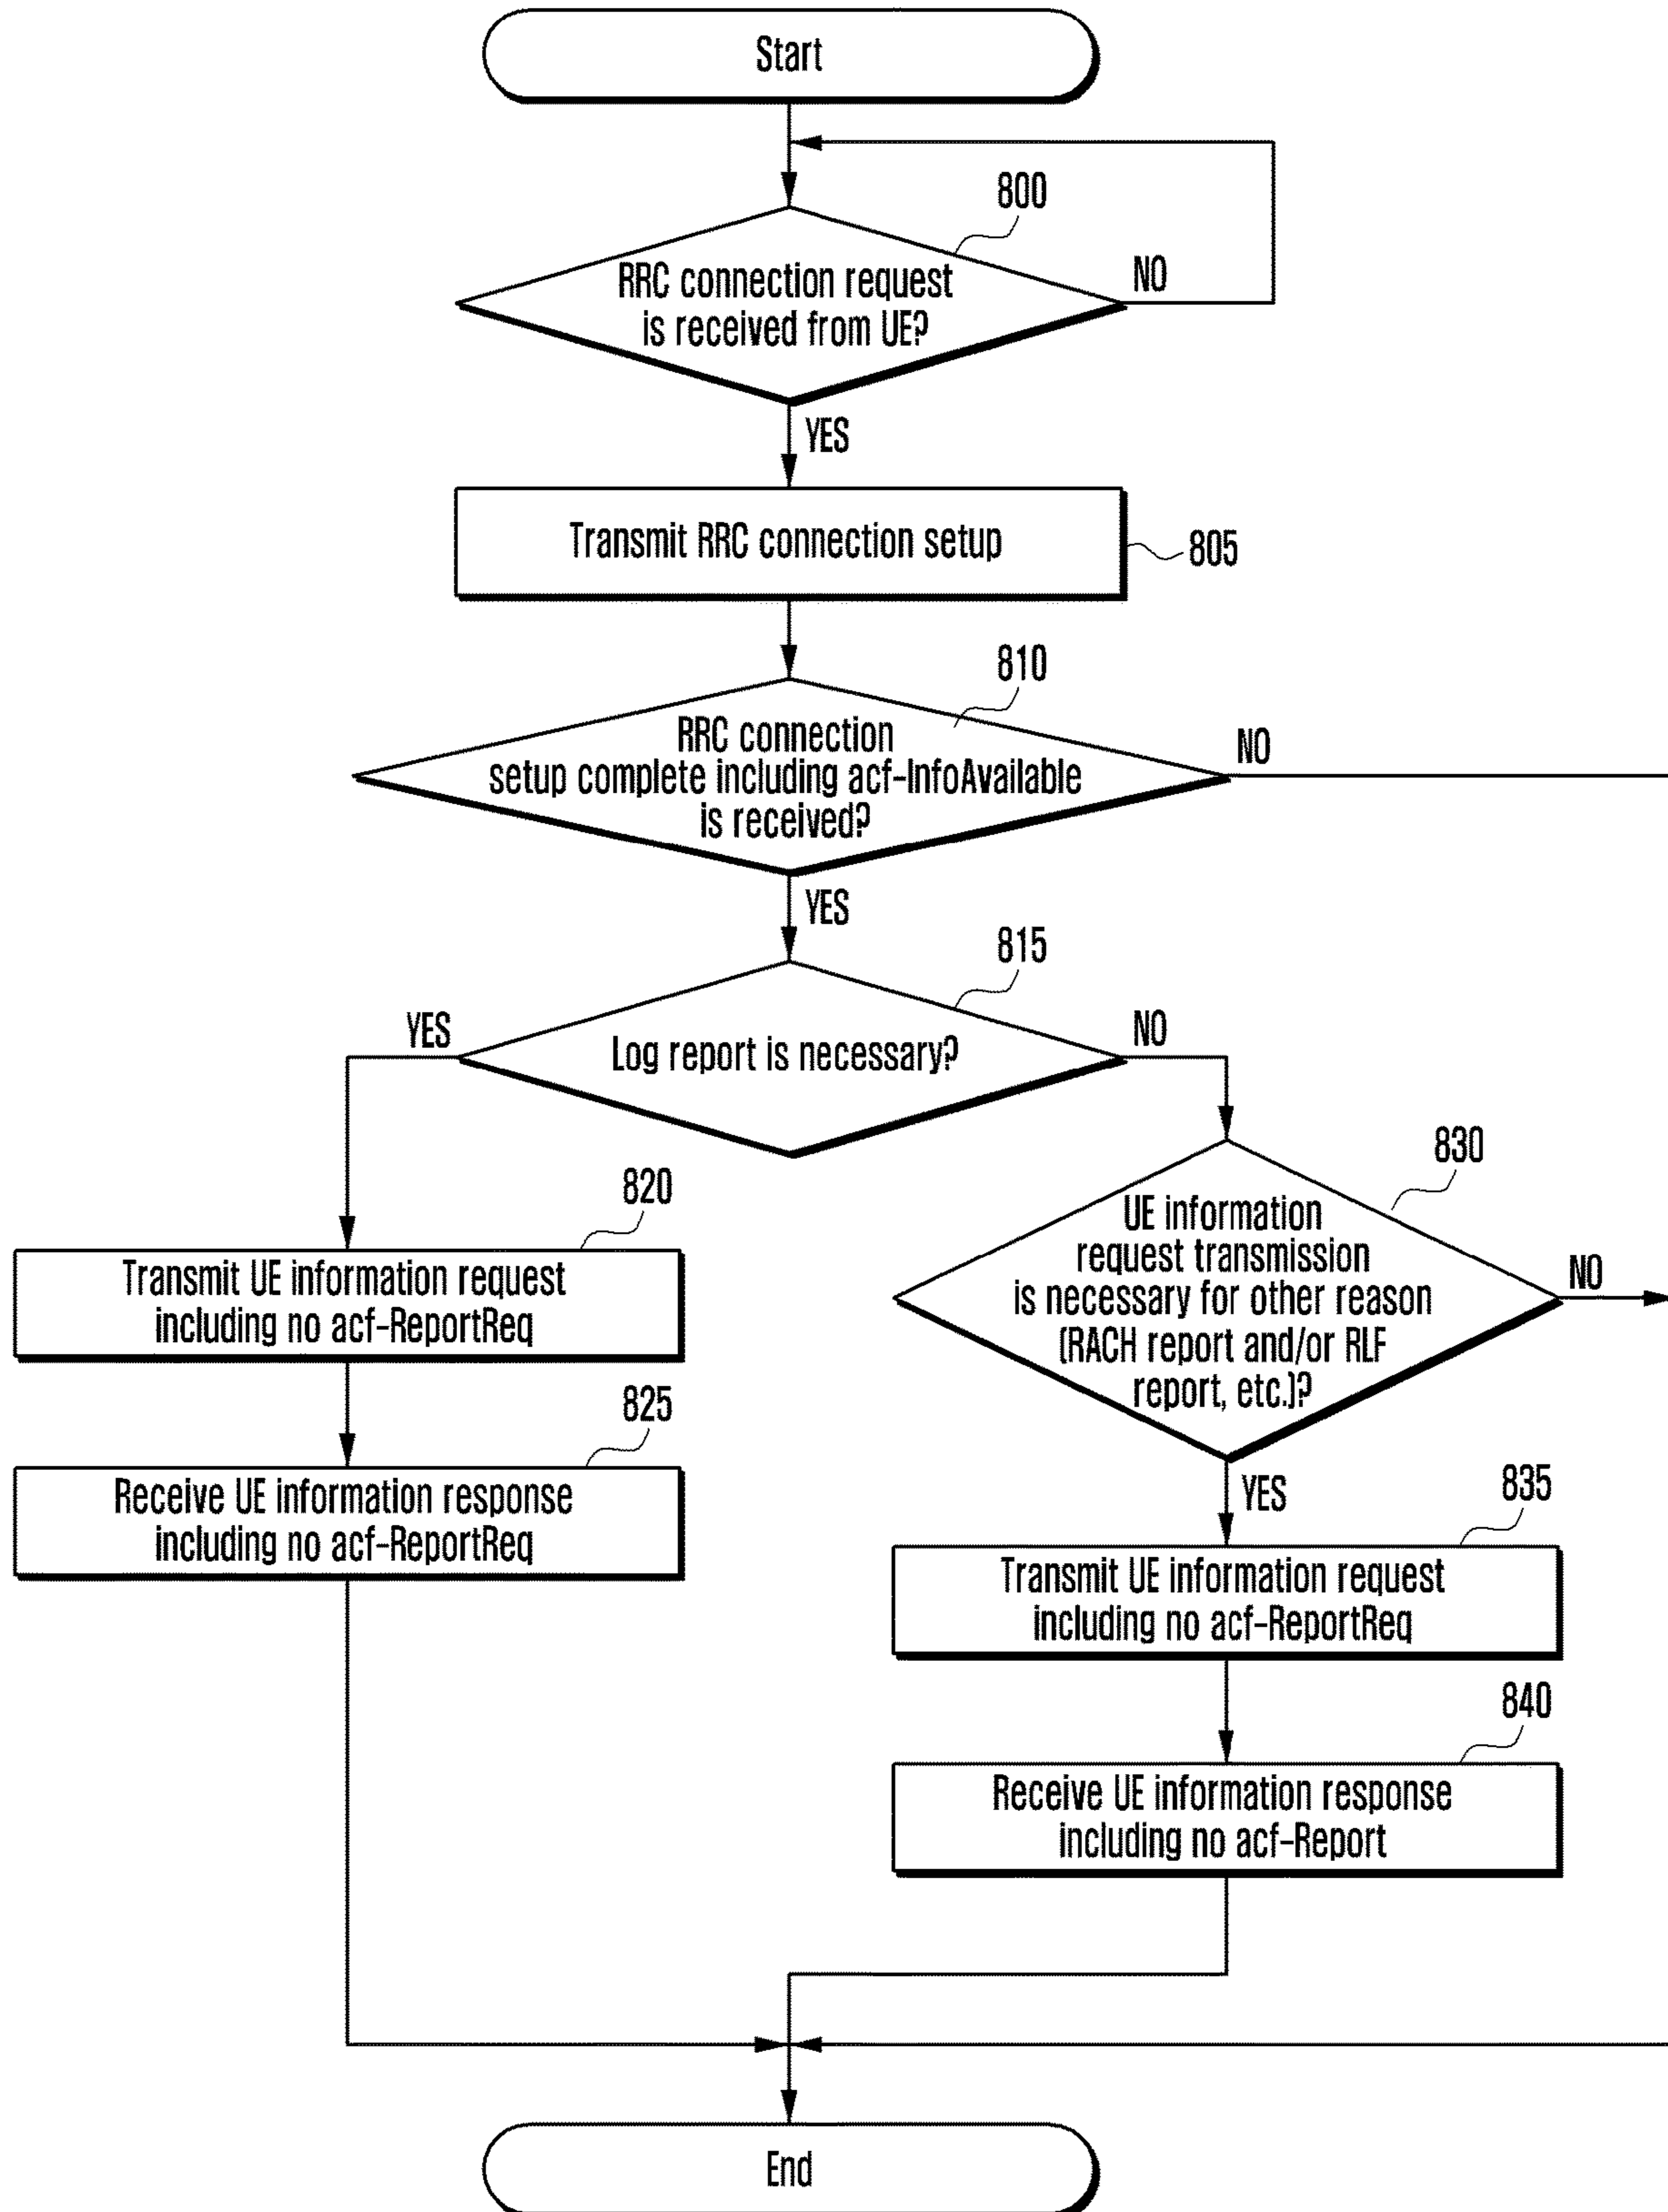 Start
800
RRC connection request
is received from UE?
NO
YES
Transmit RRC connection setup
805
810
RRC connection
setup complete including acf-InfoAvailable
is received?
NO
YES
815
Log report is necessary?
YES
NO
830
UE information
request transmission
is necessary for other reason
(RACH report and/or RLF
report, etc.)?
NO
YES
820
Transmit UE information request
including no acf-ReportReq
825
Receive UE information response
including no acf-ReportReq
835
Transmit UE information request
including no acf-ReportReq
840
Receive UE information response
including no acf-Report
End